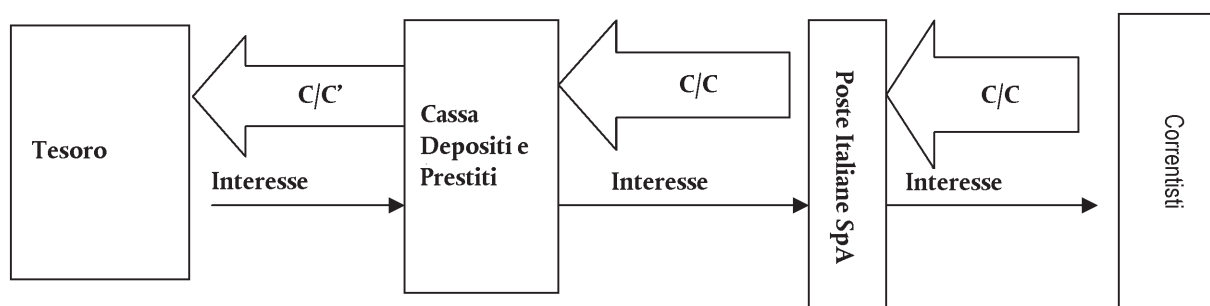 Tesoro
C/C’
Interesse
Cassa
Depositi e
Prestiti
C/C
Interesse
Poste Italiane SpA
C/C
Interesse
Correntisti